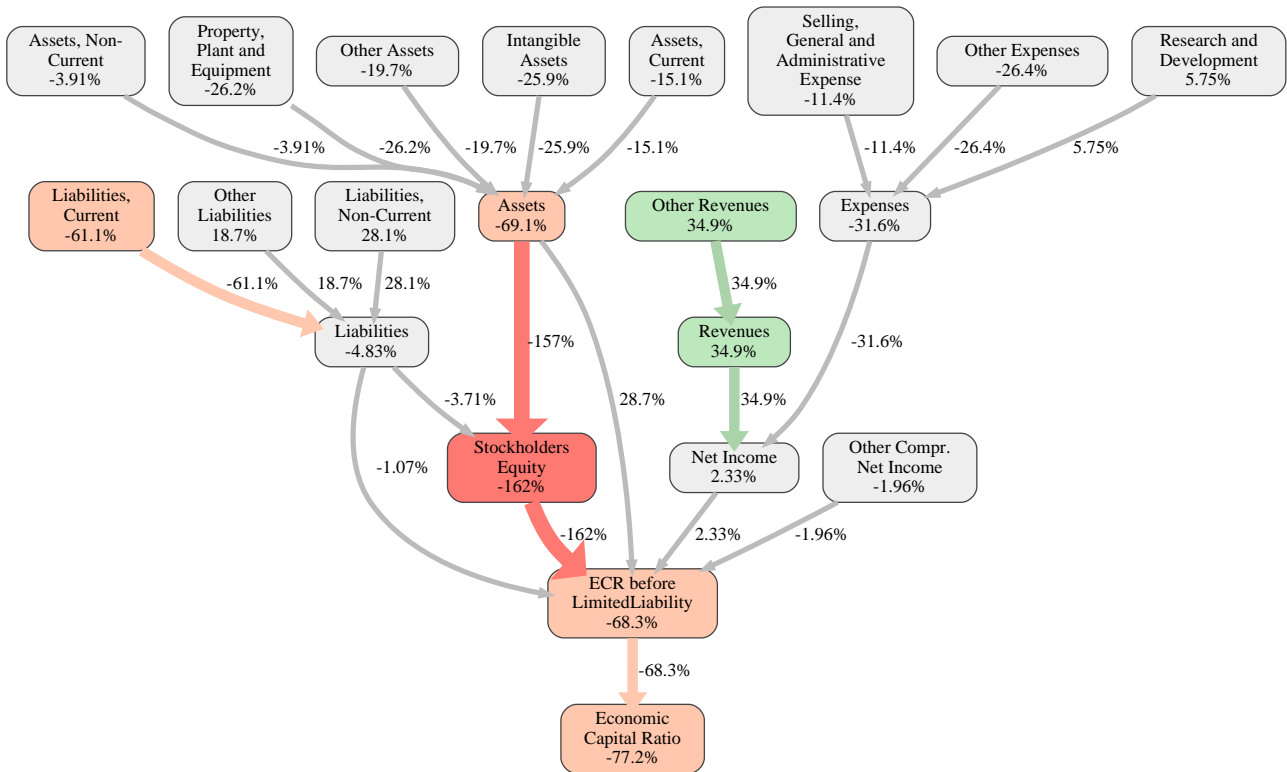 Assets, Non-
Current
-3.91%
Property,
Plant and
Equipment
-26.2%
Other Assets
-19.7%
Intangible
Assets
-25.9%
Assets,
Current
-15.1%
Selling,
General and
Administrative
Expense
-11.4%
Other Expenses
-26.4%
Research and
Development
5.75%
-3.91%
-26.2%
-19.7%
-25.9%
-15.1%
-11.4%
-26.4%
5.75%
Liabilities,
Current
-61.1%
Other
Liabilities
18.7%
Liabilities,
Non-Current
28.1%
Assets
-69.1%
Other Revenues
34.9%
Expenses
-31.6%
-61.1%
18.7%
28.1%
34.9%
Liabilities
-4.83%
-157%
Revenues
34.9%
-31.6%
-3.71%
28.7%
34.9%
-1.07%
Stockholders
Equity
-162%
Net Income
2.33%
Other Compr.
Net Income
-1.96%
-162%
2.33%
-1.96%
ECR before
LimitedLiability
-68.3%
-68.3%
Economic
Capital Ratio
-77.2%